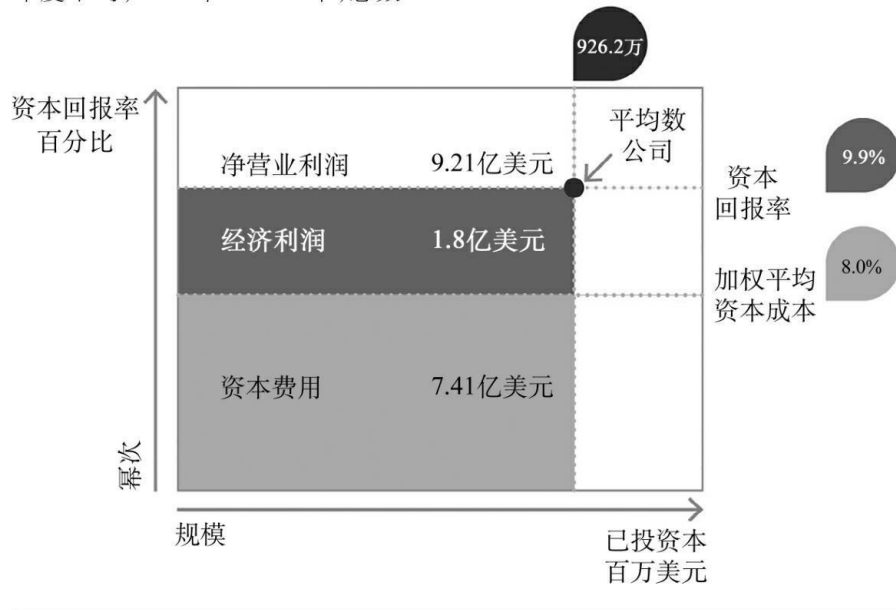 926.2万
资本回报率
百分比
平均数
公司
净营业利润 9.21亿美元
9.9%
资本
回报率
经济利润 1.8亿美元
8.0%
加权平均
资本成本
资本费用 7.41亿美元
幂次
规模
已投资本
百万美元